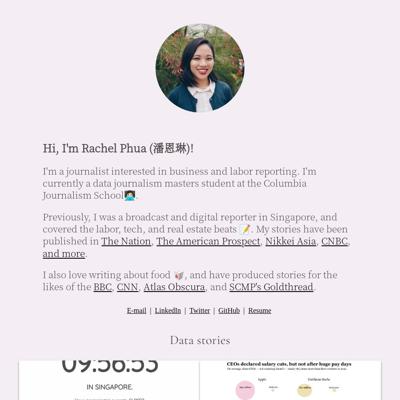 Hi, I'm Rachel Phua (潘恩琳)!
I'm a journalist interested in business and labor reporting. I'm
currently a data journalism masters student at the Columbia
Journalism School👩🏻‍💻.
Previously, I was a broadcast and digital reporter in Singapore, and
covered the labor, tech, and real estate beats 📝. My stories have been
published in The Nation, The American Prospect, Nikkei Asia, CNBC,
and more.
I also love writing about food 🥡, and have produced stories for the
likes of the BBC, CNN, Atlas Obscura, and SCMP's Goldthread.
E-mail | LinkedIn | Twitter | GitHub | Resume
Data stories
09:56:53
IN SINGAPORE.
CEOs declared salary cuts, but not after huge pay days